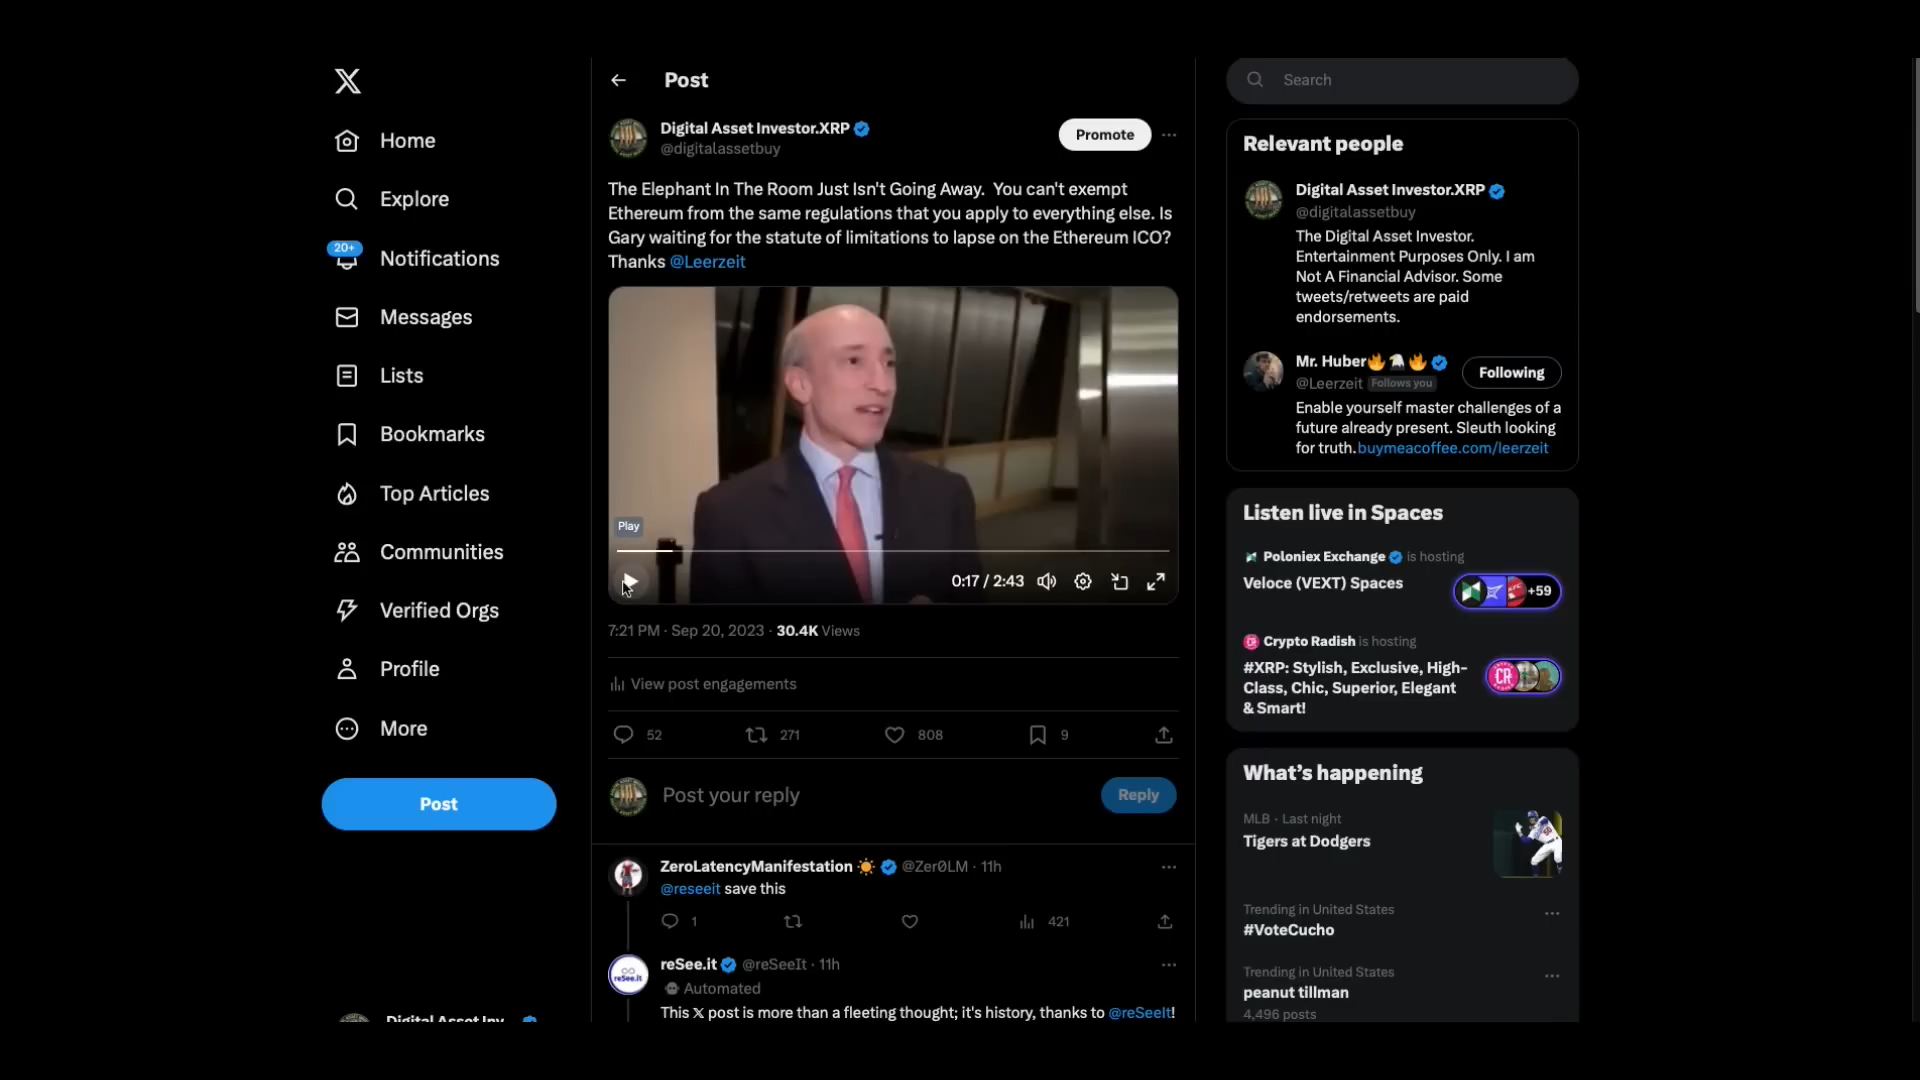 Home
Explore
20+
Notifications
Messages
Lists
Bookmarks
Top Articles
Communities
Verified Orgs
Profile
More
Post
Post
Digital Asset Investor.XRP
@digitalassetbuy
Promote
The Elephant In The Room Just Isn't Going Away. You can't exempt
Ethereum from the same regulations that you apply to everything else. Is
Gary waiting for the statute of limitations to lapse on the Ethereum ICO?
Thanks @Leerzeit
Play
0:17 / 2:43
7:21 PM · Sep 20, 2023 · 30.4K Views
View post engagements
52
271
808
9
Post your reply
Reply
ZeroLatencyManifestation☀️ @Zer0LM · 11h
@reseeit save this
1
421
reSee.it
reSee.it @reSeeIt · 11h
Automated
This 𝕏 post is more than a fleeting thought; it's history, thanks to @reSeeIt!
Search
Relevant people
Digital Asset Investor.XRP
@digitalassetbuy
The Digital Asset Investor.
Entertainment Purposes Only. I am
Not A Financial Advisor. Some
tweets/retweets are paid
endorsements.
Mr. Huber🔥🦅🔥
@Leerzeit Follows you
Following
Enable yourself master challenges of a
future already present. Sleuth looking
for truth.buymeacoffee.com/leerzeit
Listen live in Spaces
Poloniex Exchange is hosting
Veloce (VEXT) Spaces
+59
CR
Crypto Radish is hosting
#XRP: Stylish, Exclusive, High-
Class, Chic, Superior, Elegant
& Smart!
CR
What's happening
MLB · Last night
Tigers at Dodgers
Trending in United States
#VoteCucho
Trending in United States
peanut tillman
4,496 posts